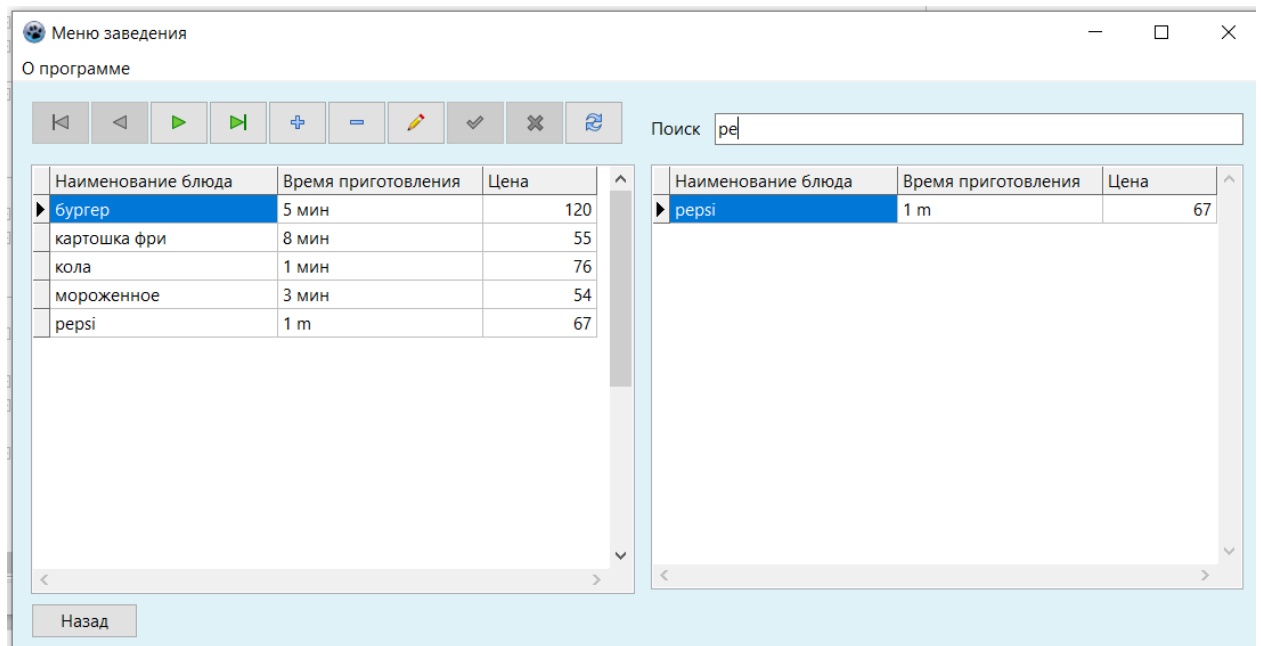 Меню заведения
О программе
Поиск ре
Наименование блюда Время приготовления Цена
бургер 5 мин 120
картошка фри 8 мин 55
кола 1 мин 76
мороженное 3 мин 54
pepsi 1 m 67
Наименование блюда Время приготовления Цена
pepsi 1 m 67
Назад